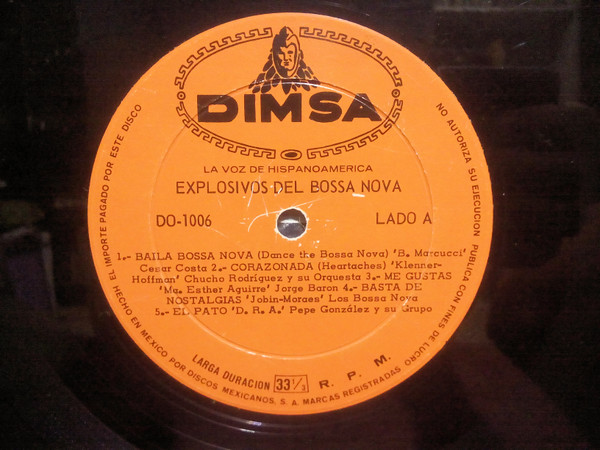 DIMSA
LA VOZ DE HISPANOAMERICA
EXPLOSIVOS DEL BOSSA NOVA
DO-1006
LADO A
1.- BAILA BOSSA NOVA (Dance the Bossa Nova) 'B. Marcucci'
Cesar Costa 2.- CORAZONADA (Heartaches) 'Klenner-
Hoffman' Chucho Rodríguez y su Orquesta 3.- ME GUSTAS
'Ma. Esther Aguirre' Jorge Baron 4.- BASTA DE
NOSTALGIAS 'Jobin-Moraes' Los Bossa Nova
5.- EL PATO 'D. R. A.' Pepe González y su Grupo
LARGA DURACION 33 1/3 R. P. M.
EL IMPORTE PAGADO POR ESTE DISCO NO AUTORIZA SU EJECUCION PUBLICA CON FINES DE LUCRO
HECHO EN MEXICO POR DISCOS MEXICANOS, S. A. MARCAS REGISTRADAS